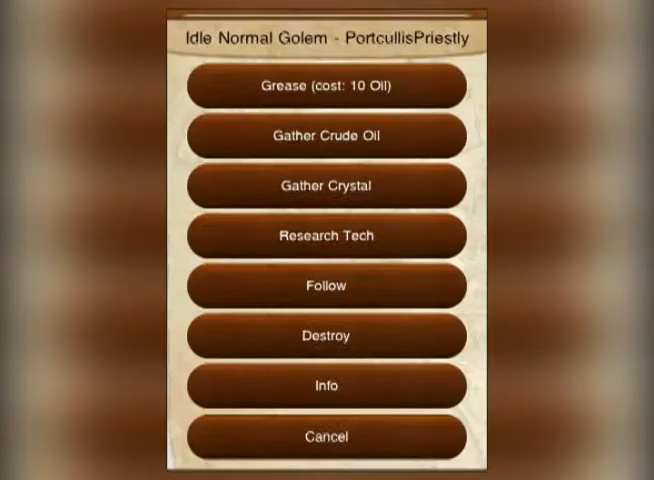 Idle Normal Golem - PortcullisPriestly
Grease (cost: 10 Oil)
Gather Crude Oil
Gather Crystal
Research Tech
Follow
Destroy
Info
Cancel